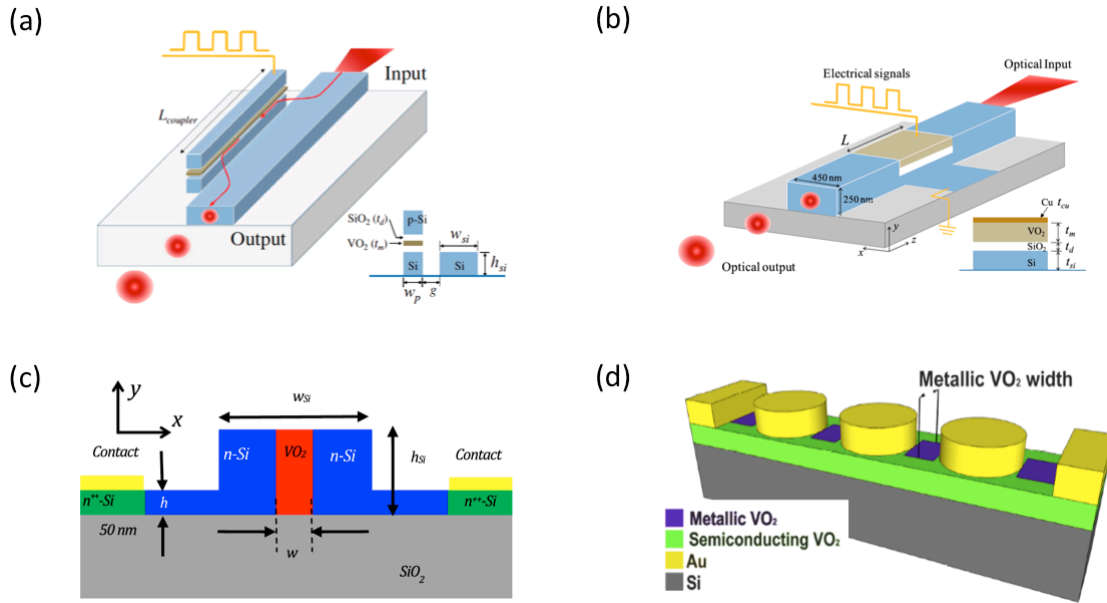 (a)
Input
L_coupler
Output
SiO₂ (t_d)
VO₂ (t_m)
p-Si
w_si
h_si
Si
Si
w_p
g
(b)
Electrical signals
Optical Input
L
450 nm
250 nm
Optical output
y
x
z
Cu t_cu
VO₂
t_m
SiO₂
t_d
Si
t_si
(c)
y
x
w_Si
Contact
n-Si
VO₂
n-Si
h_Si
Contact
n⁺⁺-Si
h
n⁺⁺-Si
50 nm
w
SiO₂
(d)
Metallic VO₂ width
Metallic VO₂
Semiconducting VO₂
Au
Si